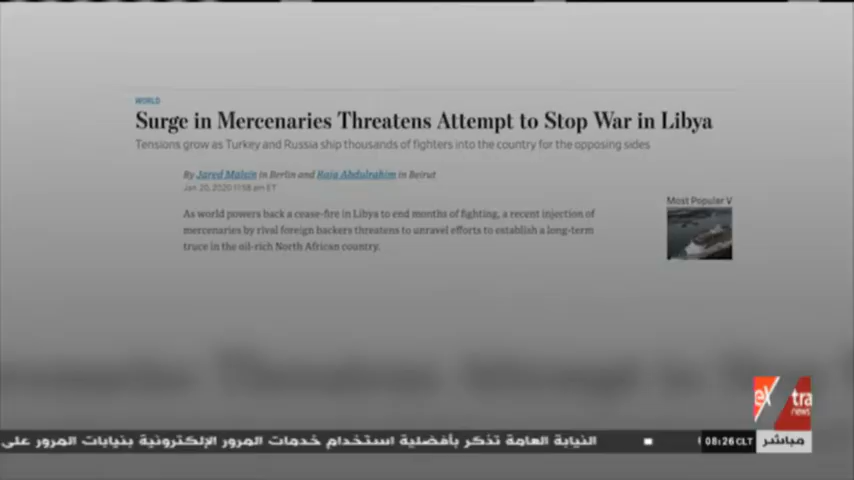 WORLD
Surge in Mercenaries Threatens Attempt to Stop War in Libya
Tensions grow as Turkey and Russia ship thousands of fighters into the country for the opposing sides
By Jared Malsin in Berlin and Raja Abdulrahim in Beirut
Jan. 20, 2020 11:58 am ET
Most Popular V
As world powers back a cease-fire in Libya to end months of fighting, a recent injection of
mercenaries by rival foreign backers threatens to unravel efforts to establish a long-term
truce in the oil-rich North African country.
eXtra
news
النيابة العامة تذكر بأفضلية استخدام خدمات المرور الإلكترونية بنيابات المرور على
08:26 CLT
مباشر